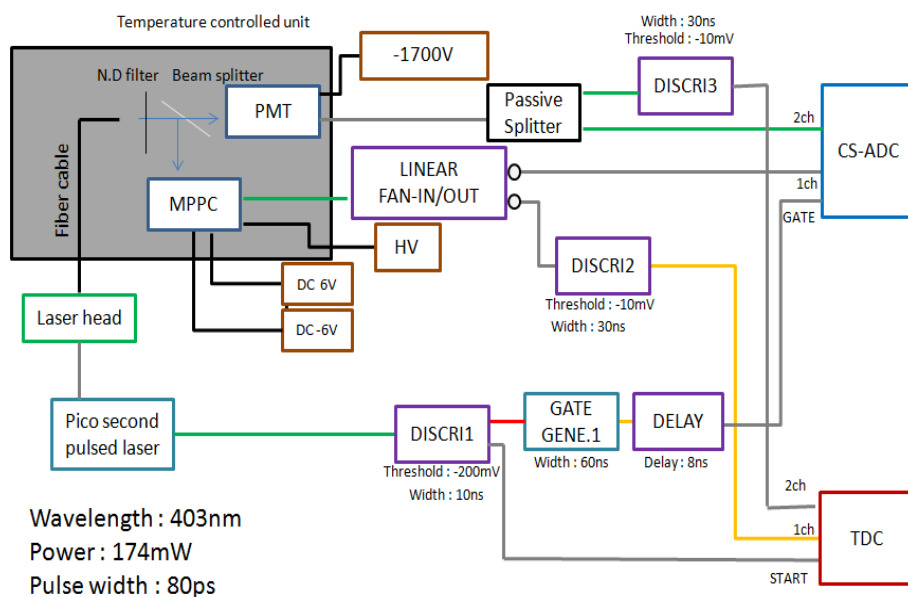 Temperature controlled unit
Width : 30ns
Threshold : -10mV
-1700V
N.D filter
Beam splitter
PMT
Passive
Splitter
DISCRI3
2ch
CS-ADC
1ch
GATE
LINEAR
FAN-IN/OUT
MPPC
Fiber cable
HV
DISCRI2
Threshold : -10mV
Width : 30ns
DC 6V
DC -6V
Laser head
Pico second
pulsed laser
DISCRI1
Threshold : -200mV
Width : 10ns
GATE
GENE.1
Width : 60ns
DELAY
Delay : 8ns
2ch
1ch
TDC
START
Wavelength : 403nm
Power : 174mW
Pulse width : 80ps